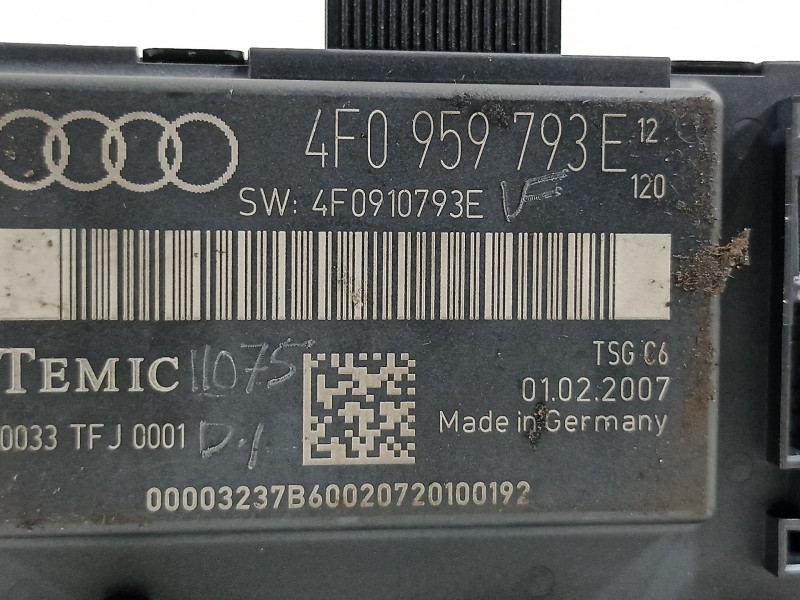 4F0 959 793E 12
120
SW: 4F0910793E VF
TEMIC 11075
TSG C6
01.02.2007
Made in Germany
0033 TFJ 0001 D.1
00003237B60020720100192